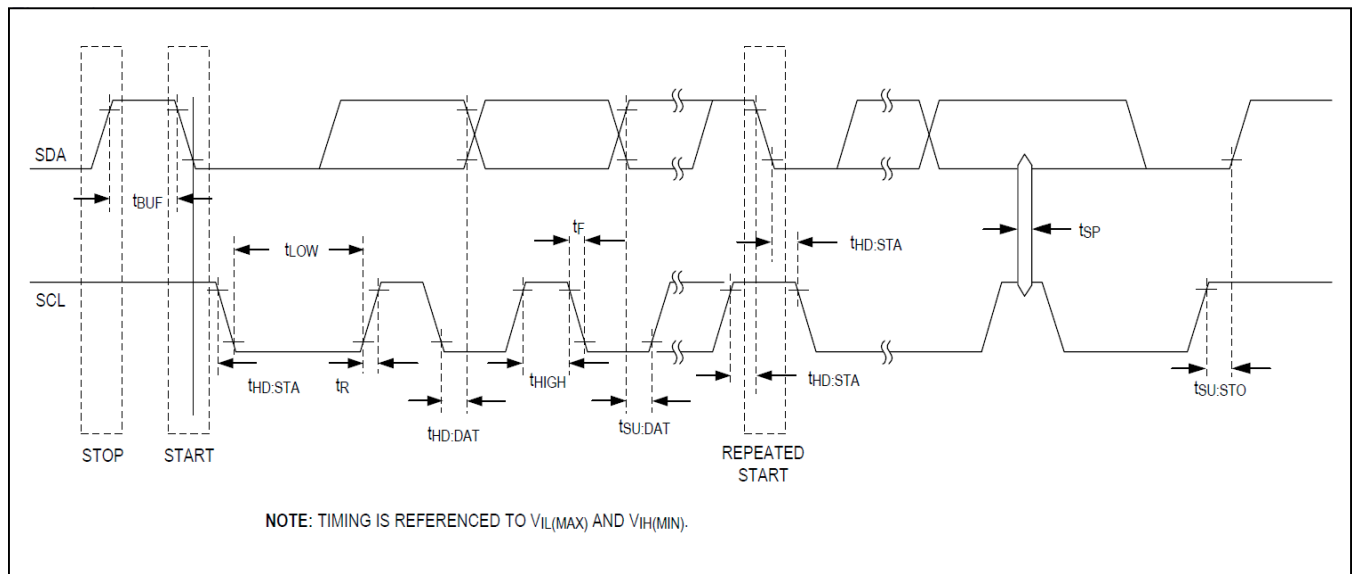 SDA
tBUF
tF
tLOW
tHD:STA
tSP
SCL
tHD:STA
tR
tHIGH
tHD:STA
tSU:STO
tHD:DAT
tSU:DAT
STOP
START
REPEATED
START
NOTE: TIMING IS REFERENCED TO VIL(MAX) AND VIH(MIN).